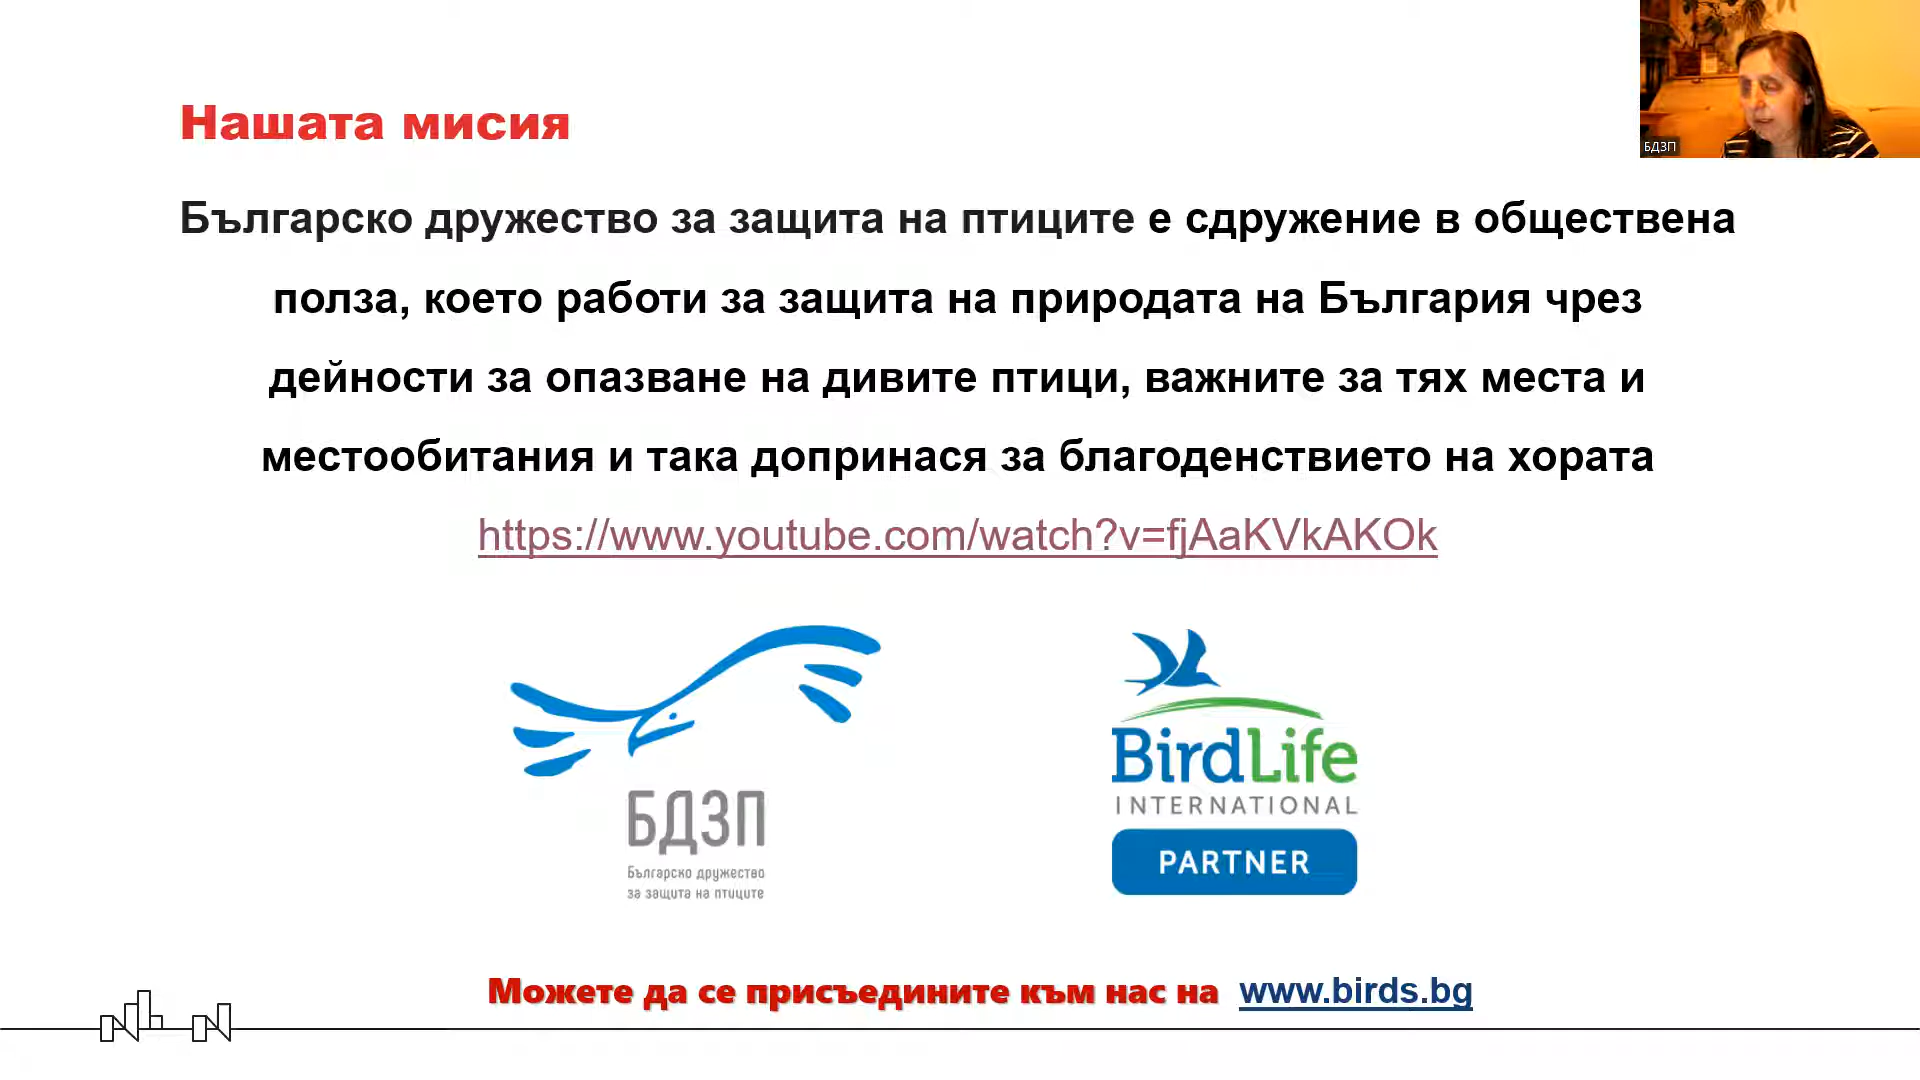 Нашата мисия
БДЗП
Българско дружество за защита на птиците е сдружение в обществена
полза, което работи за защита на природата на България чрез
дейности за опазване на дивите птици, важните за тях места и
местообитания и така допринася за благоденствието на хората
https://www.youtube.com/watch?v=fjAaKVkAKOk
БДЗП
Българско дружество
за защита на птиците
BirdLife
INTERNATIONAL
PARTNER
Можете да се присъедините към нас на www.birds.bg